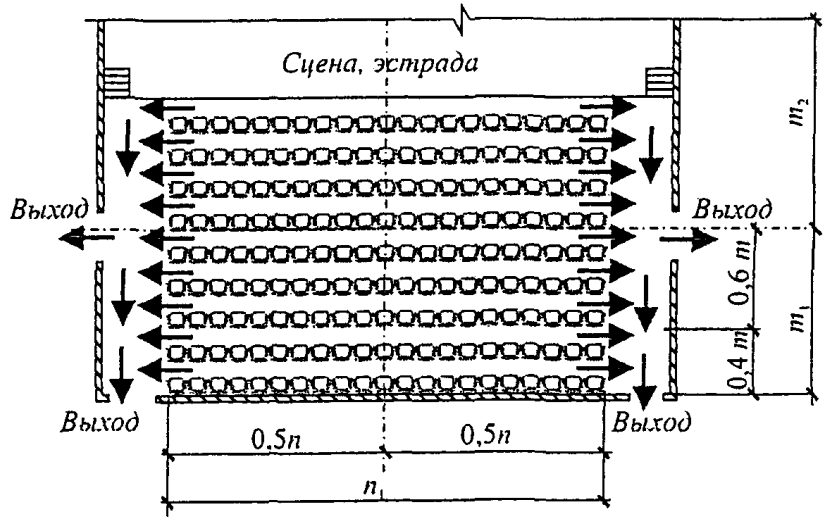 Сцена, эстрада
m₂
Выход
Выход
0,6 m
m₁
0,4 m
Выход
Выход
0,5n
0,5n
n